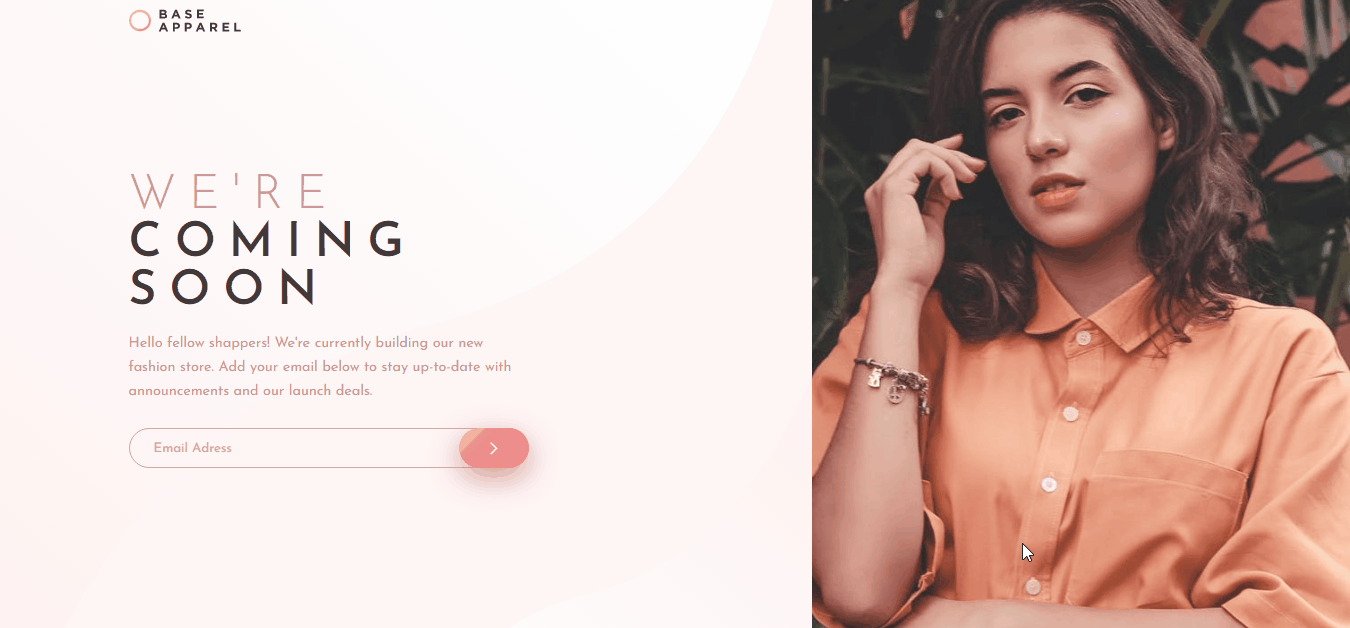 BASE
APPAREL
WE'RE
COMING
SOON
Hello fellow shappers! We're currently building our new
fashion store. Add your email below to stay up-to-date with
announcements and our launch deals.
Email Adress